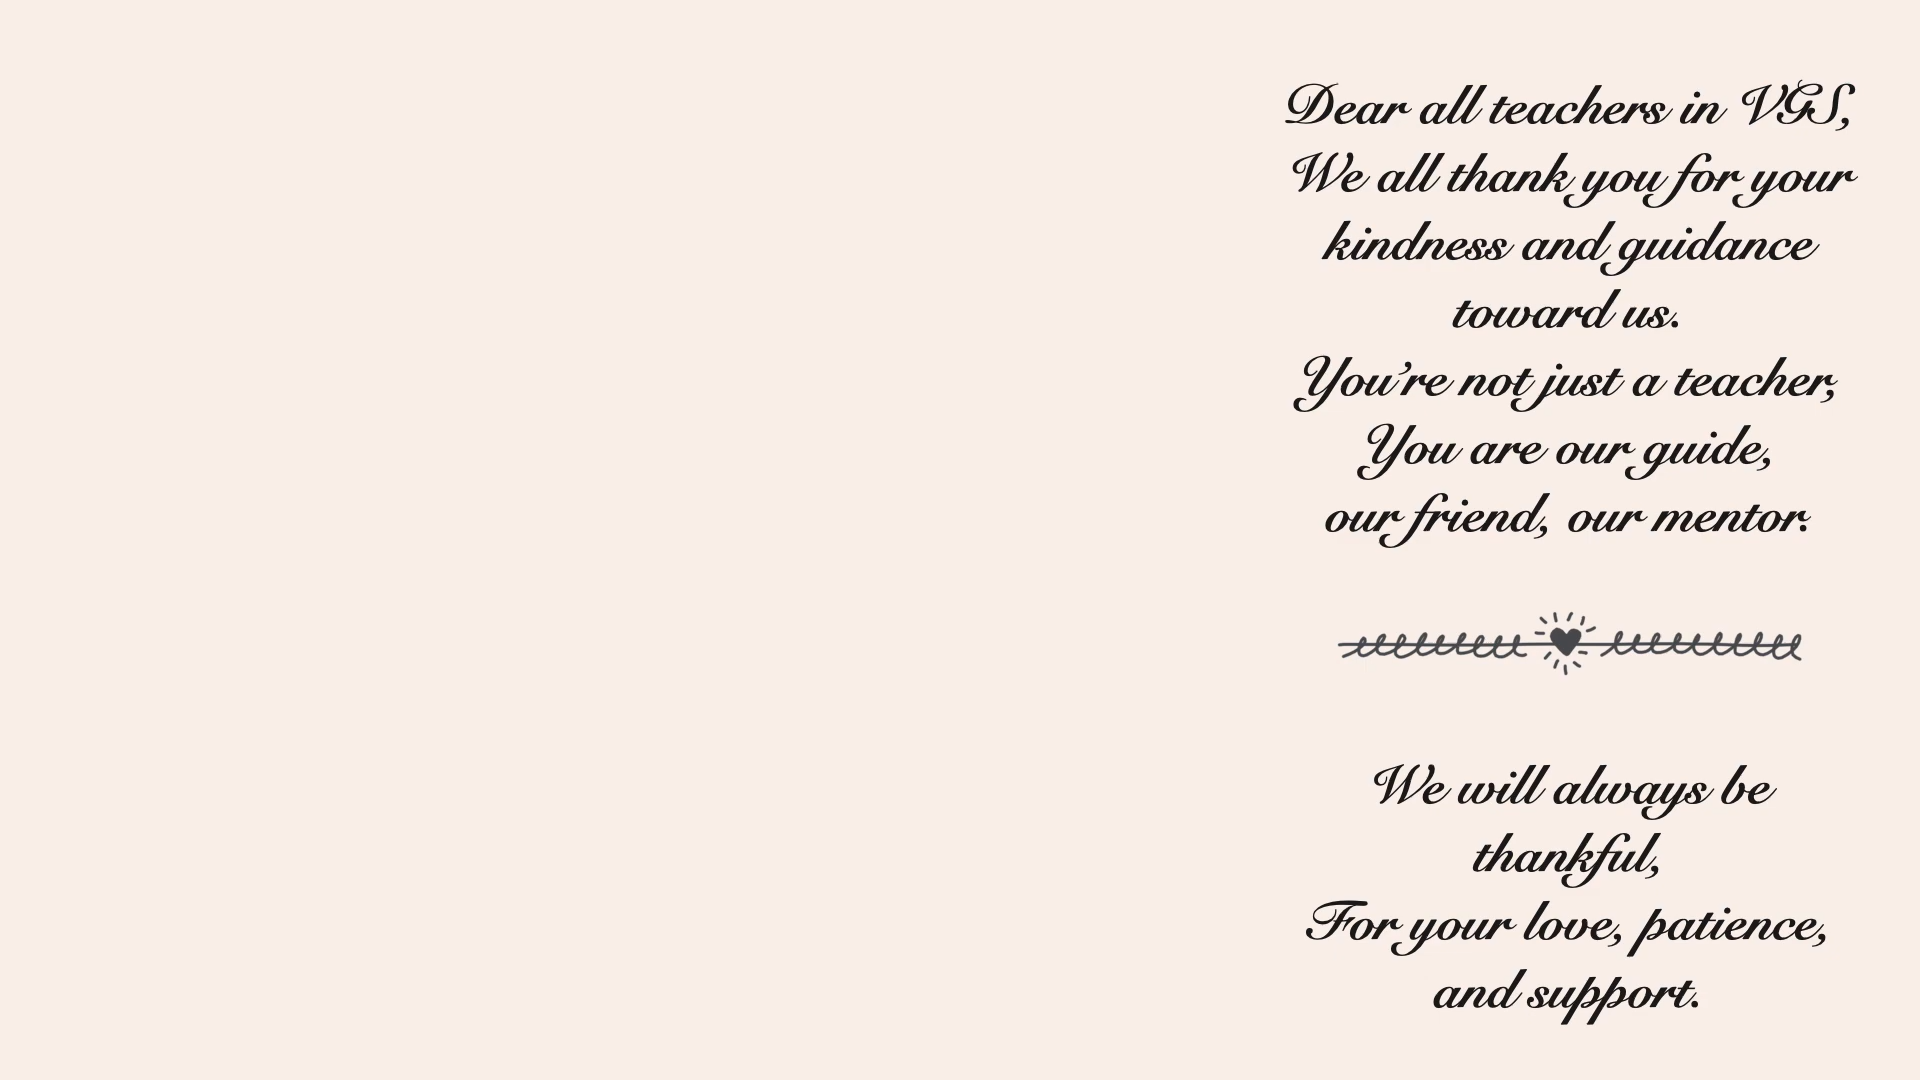 Dear all teachers in VGS,
We all thank you for your
kindness and guidance
toward us.
You’re not just a teacher,
You are our guide,
our friend, our mentor.
We will always be
thankful,
For your love, patience,
and support.